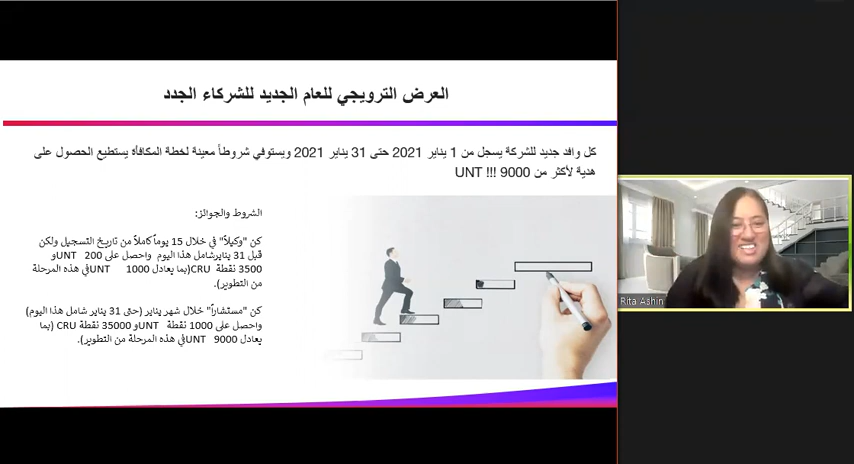 العرض الترويجي للعام الجديد للشركاء الجدد
كل وافد جديد للشركة يسجل من 1 يناير 2021 حتى 31 يناير 2021 ويستوفي شروطاً معينة لخطة المكافأة يستطيع الحصول على
هدية لأكثر من 9000 UNT !!!
الشروط والجوائز:
كن "وكيلاً" في خلال 15 يوماً كاملاً من تاريخ التسجيل ولكن
قبل 31 ينايرشامل هذا اليوم واحصل على 200 UNTو
3500 نقطة CRU(بما يعادل 1000 UNTفي هذه المرحلة
من التطوير).
كن "مستشاراً" خلال شهر يناير (حتى 31 يناير شامل هذا اليوم)
واحصل على 1000 نقطة UNTو 35000 نقطة CRU (بما
يعادل 9000 UNTفي هذه المرحلة من التطوير).
Rita Ashin